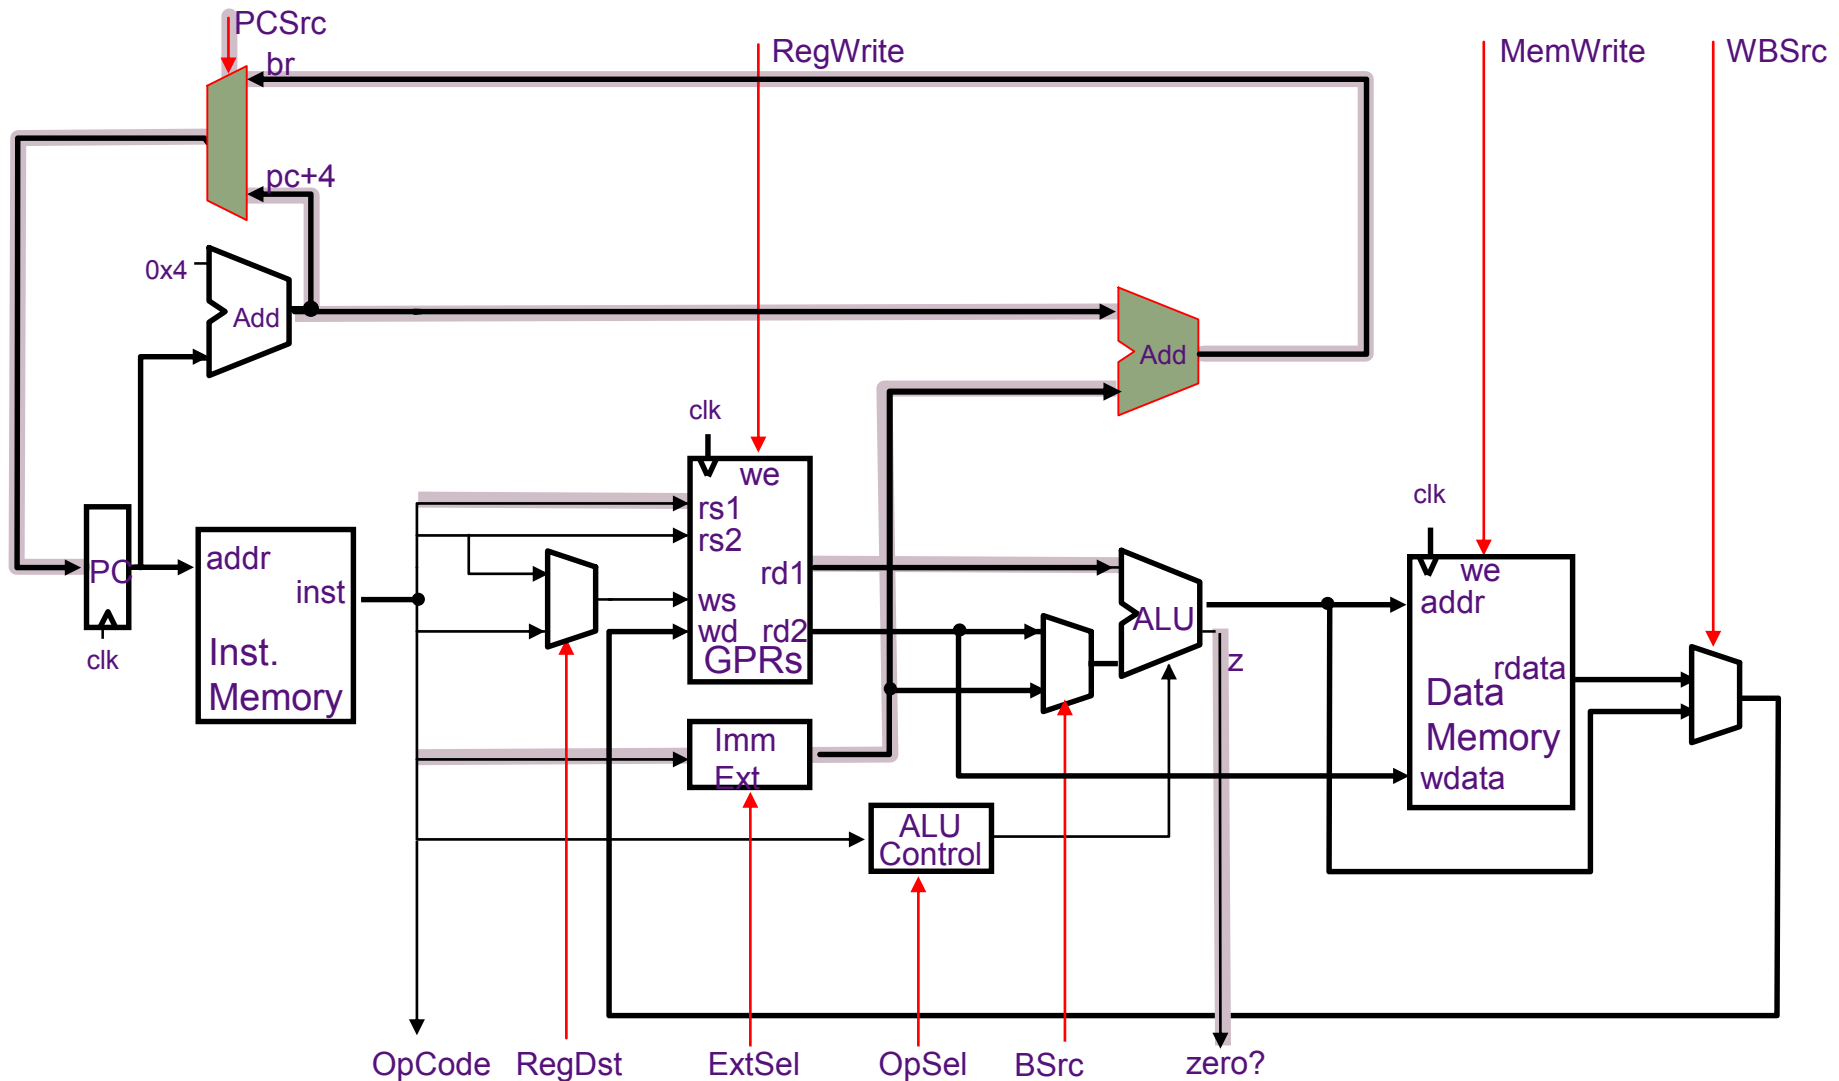 PCSrc
br
RegWrite
MemWrite
WBSrc
pc+4
0x4
Add
Add
clk
we
rs1
rs2
rd1
ws
wd
rd2
GPRs
PC
clk
addr
inst
Inst.
Memory
ALU
z
clk
we
addr
rdata
Data
Memory
wdata
Imm
Ext
ALU
Control
OpCode
RegDst
ExtSel
OpSel
BSrc
zero?